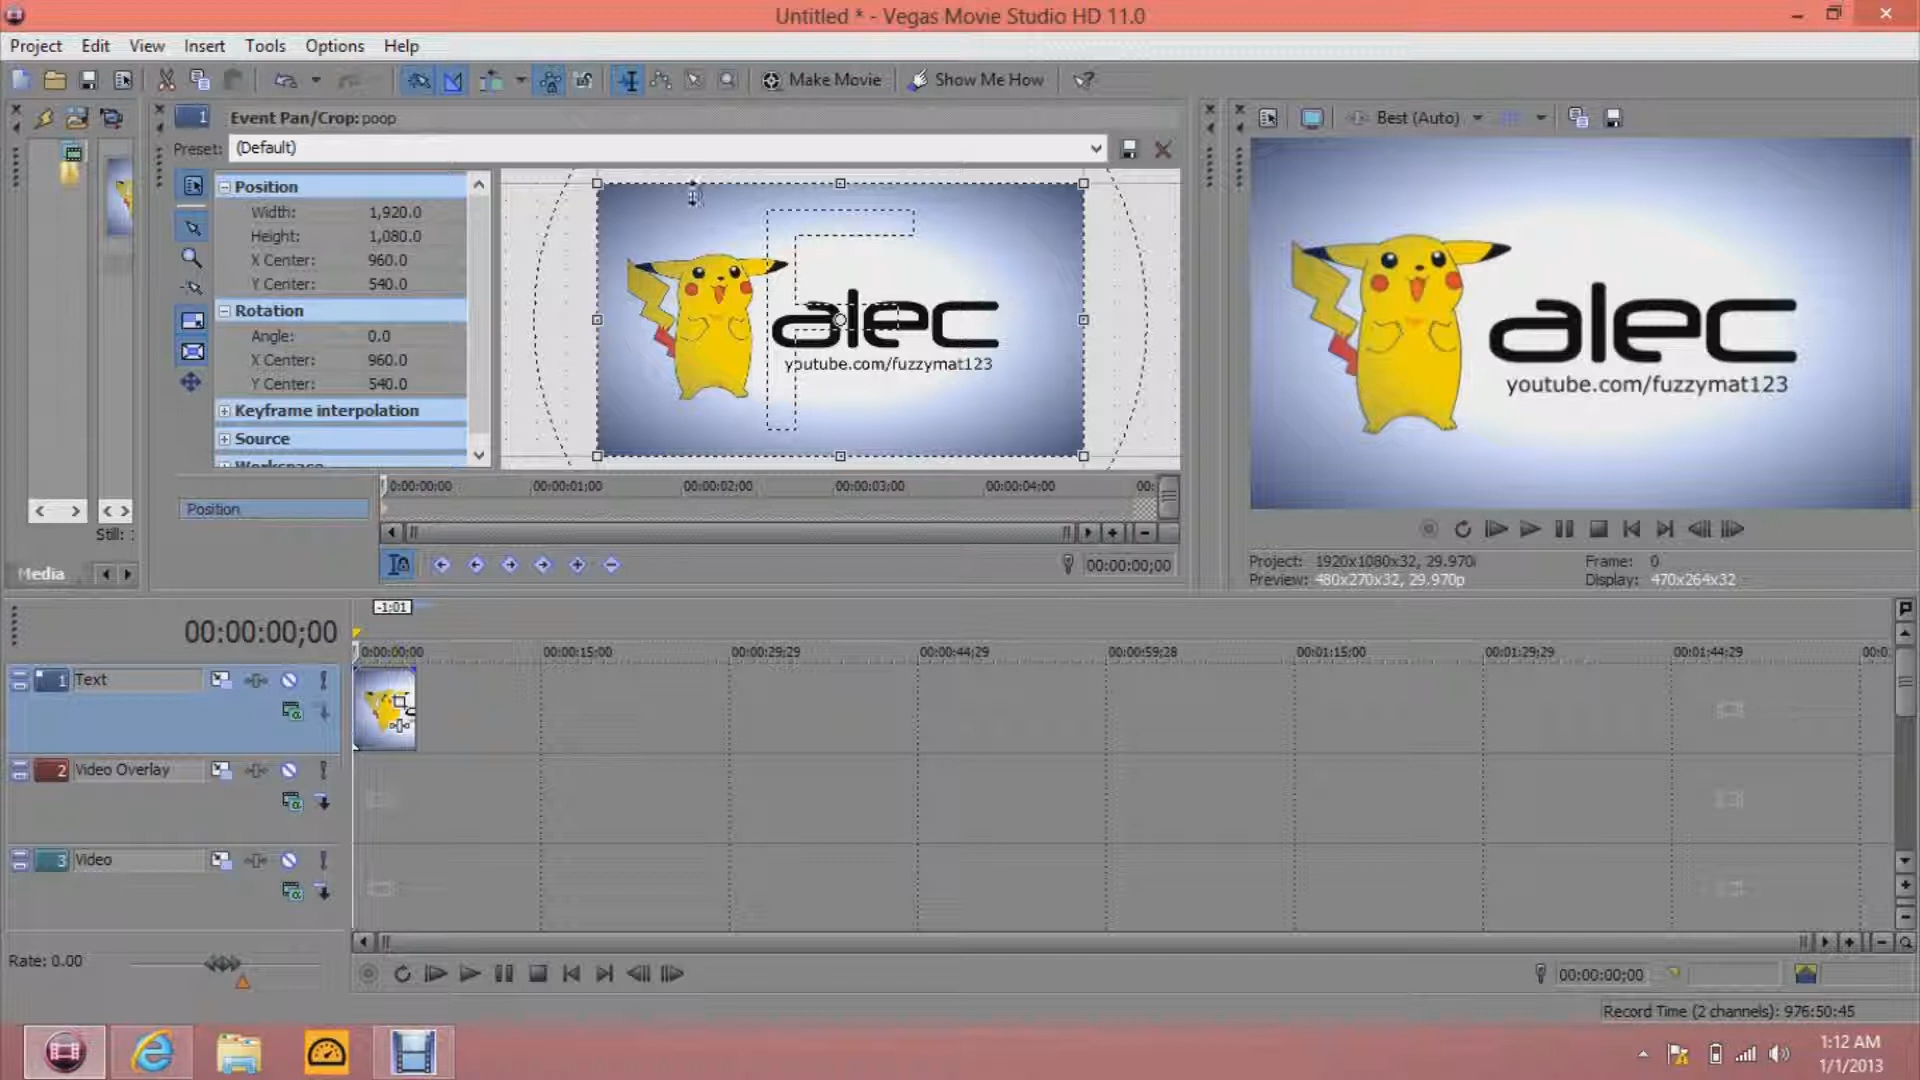 Untitled * - Vegas Movie Studio HD 11.0
Project Edit View Insert Tools Options Help
Make Movie Show Me How
1 Event Pan/Crop: poop
Best (Auto)
Preset: (Default)
Position
Width: 1,920.0
Height: 1,080.0
X Center: 960.0
Y Center: 540.0
Rotation
Angle: 0.0
X Center: 960.0
Y Center: 540.0
Keyframe interpolation
Source
Workspace
alec
youtube.com/fuzzymat123
alec
youtube.com/fuzzymat123
0:00:00;00 00:00:01;00 00:00:02;00 00:00:03;00 00:00:04;00 00:
Position
Still: 1
Media
00:00:00;00
Project: 1920x1080x32, 29.970i
Frame: 0
Preview: 480x270x32, 29.970p
Display: 470x264x32
-1:01
00:00:00;00
0:00:00;00 00:00:15;00 00:00:29;29 00:00:44;29 00:00:59;28 00:01:15;00 00:01:29;29 00:01:44;29 00:0
1 Text
2 Video Overlay
3 Video
Rate: 0.00
00:00:00;00
Record Time (2 channels): 976:50:45
1:12 AM
1/1/2013